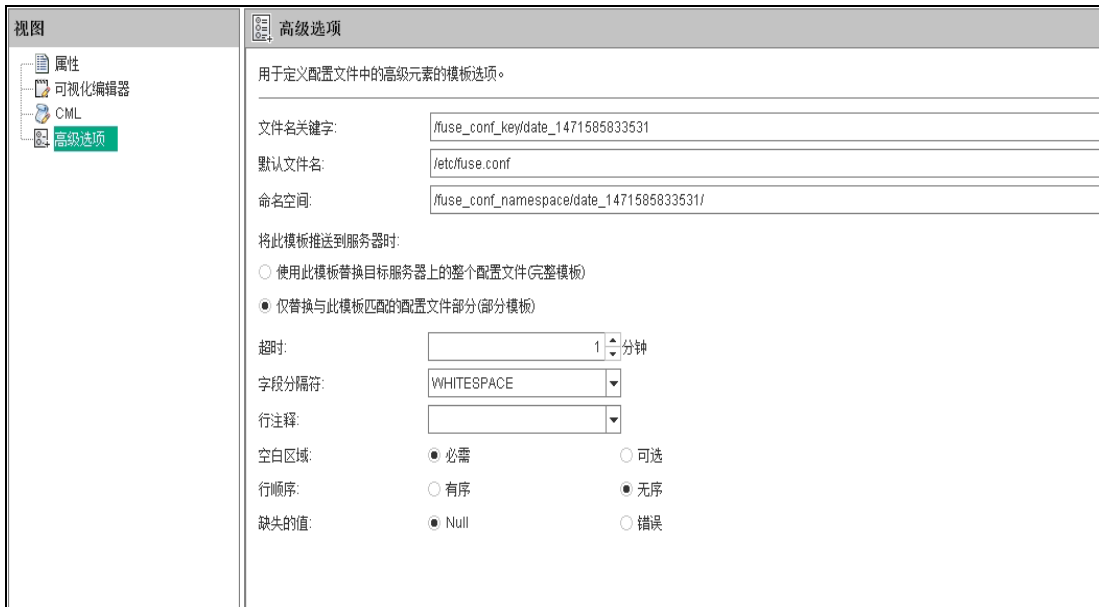 视图
属性
可视化编辑器
CML
高级选项
高级选项
用于定义配置文件中的高级元素的模板选项。
文件名关键字: /fuse_conf_key/date_1471585833531
默认文件名: /etc/fuse.conf
命名空间: /fuse_conf_namespace/date_1471585833531/
将此模板推送到服务器时:
使用此模板替换目标服务器上的整个配置文件(完整模板)
仅替换与此模板匹配的配置文件部分(部分模板)
超时: 1 分钟
字段分隔符: WHITESPACE
行注释:
空白区域: 必需 可选
行顺序: 有序 无序
缺失的值: Null 错误